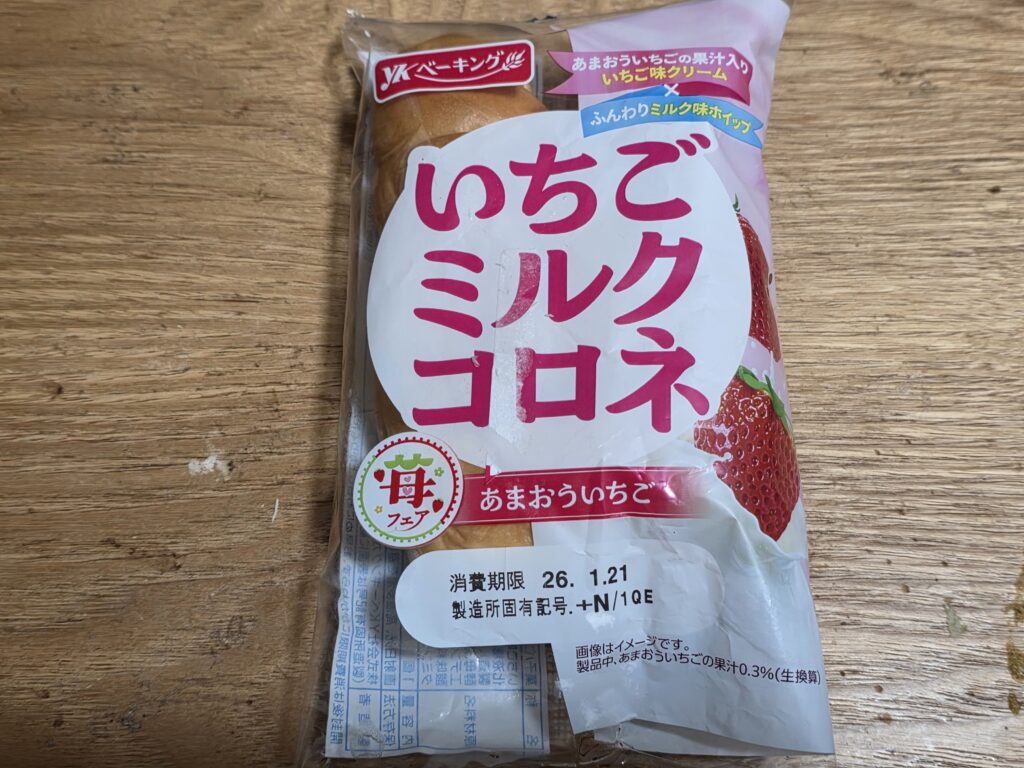 YKベーキング
あまおういちごの果汁入り
いちご味クリーム
×
ふんわりミルク味ホイップ
いちご
ミルク
コロネ
苺
フェア
あまおういちご
消費期限 26. 1.21
製造所固有記号.+N/1QE
画像はイメージです。
製品中、あまおういちごの果汁0.3%(生換算)